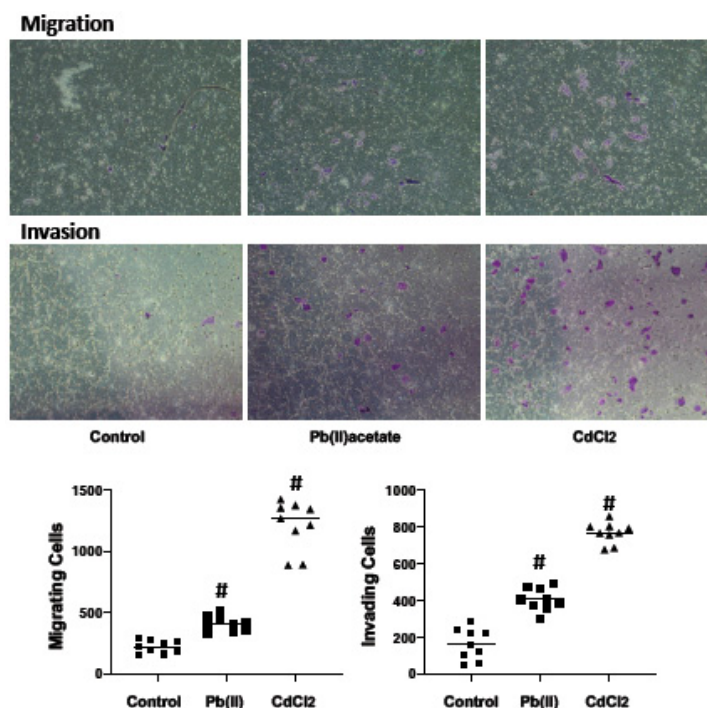 Migration
Invasion
Control Pb(II)acetate CdCl2
Migrating Cells
1500
1000
500
0
#
#
Control Pb(II) CdCl2
Invading Cells
1000
800
600
400
200
0
#
#
Control Pb(II) CdCl2